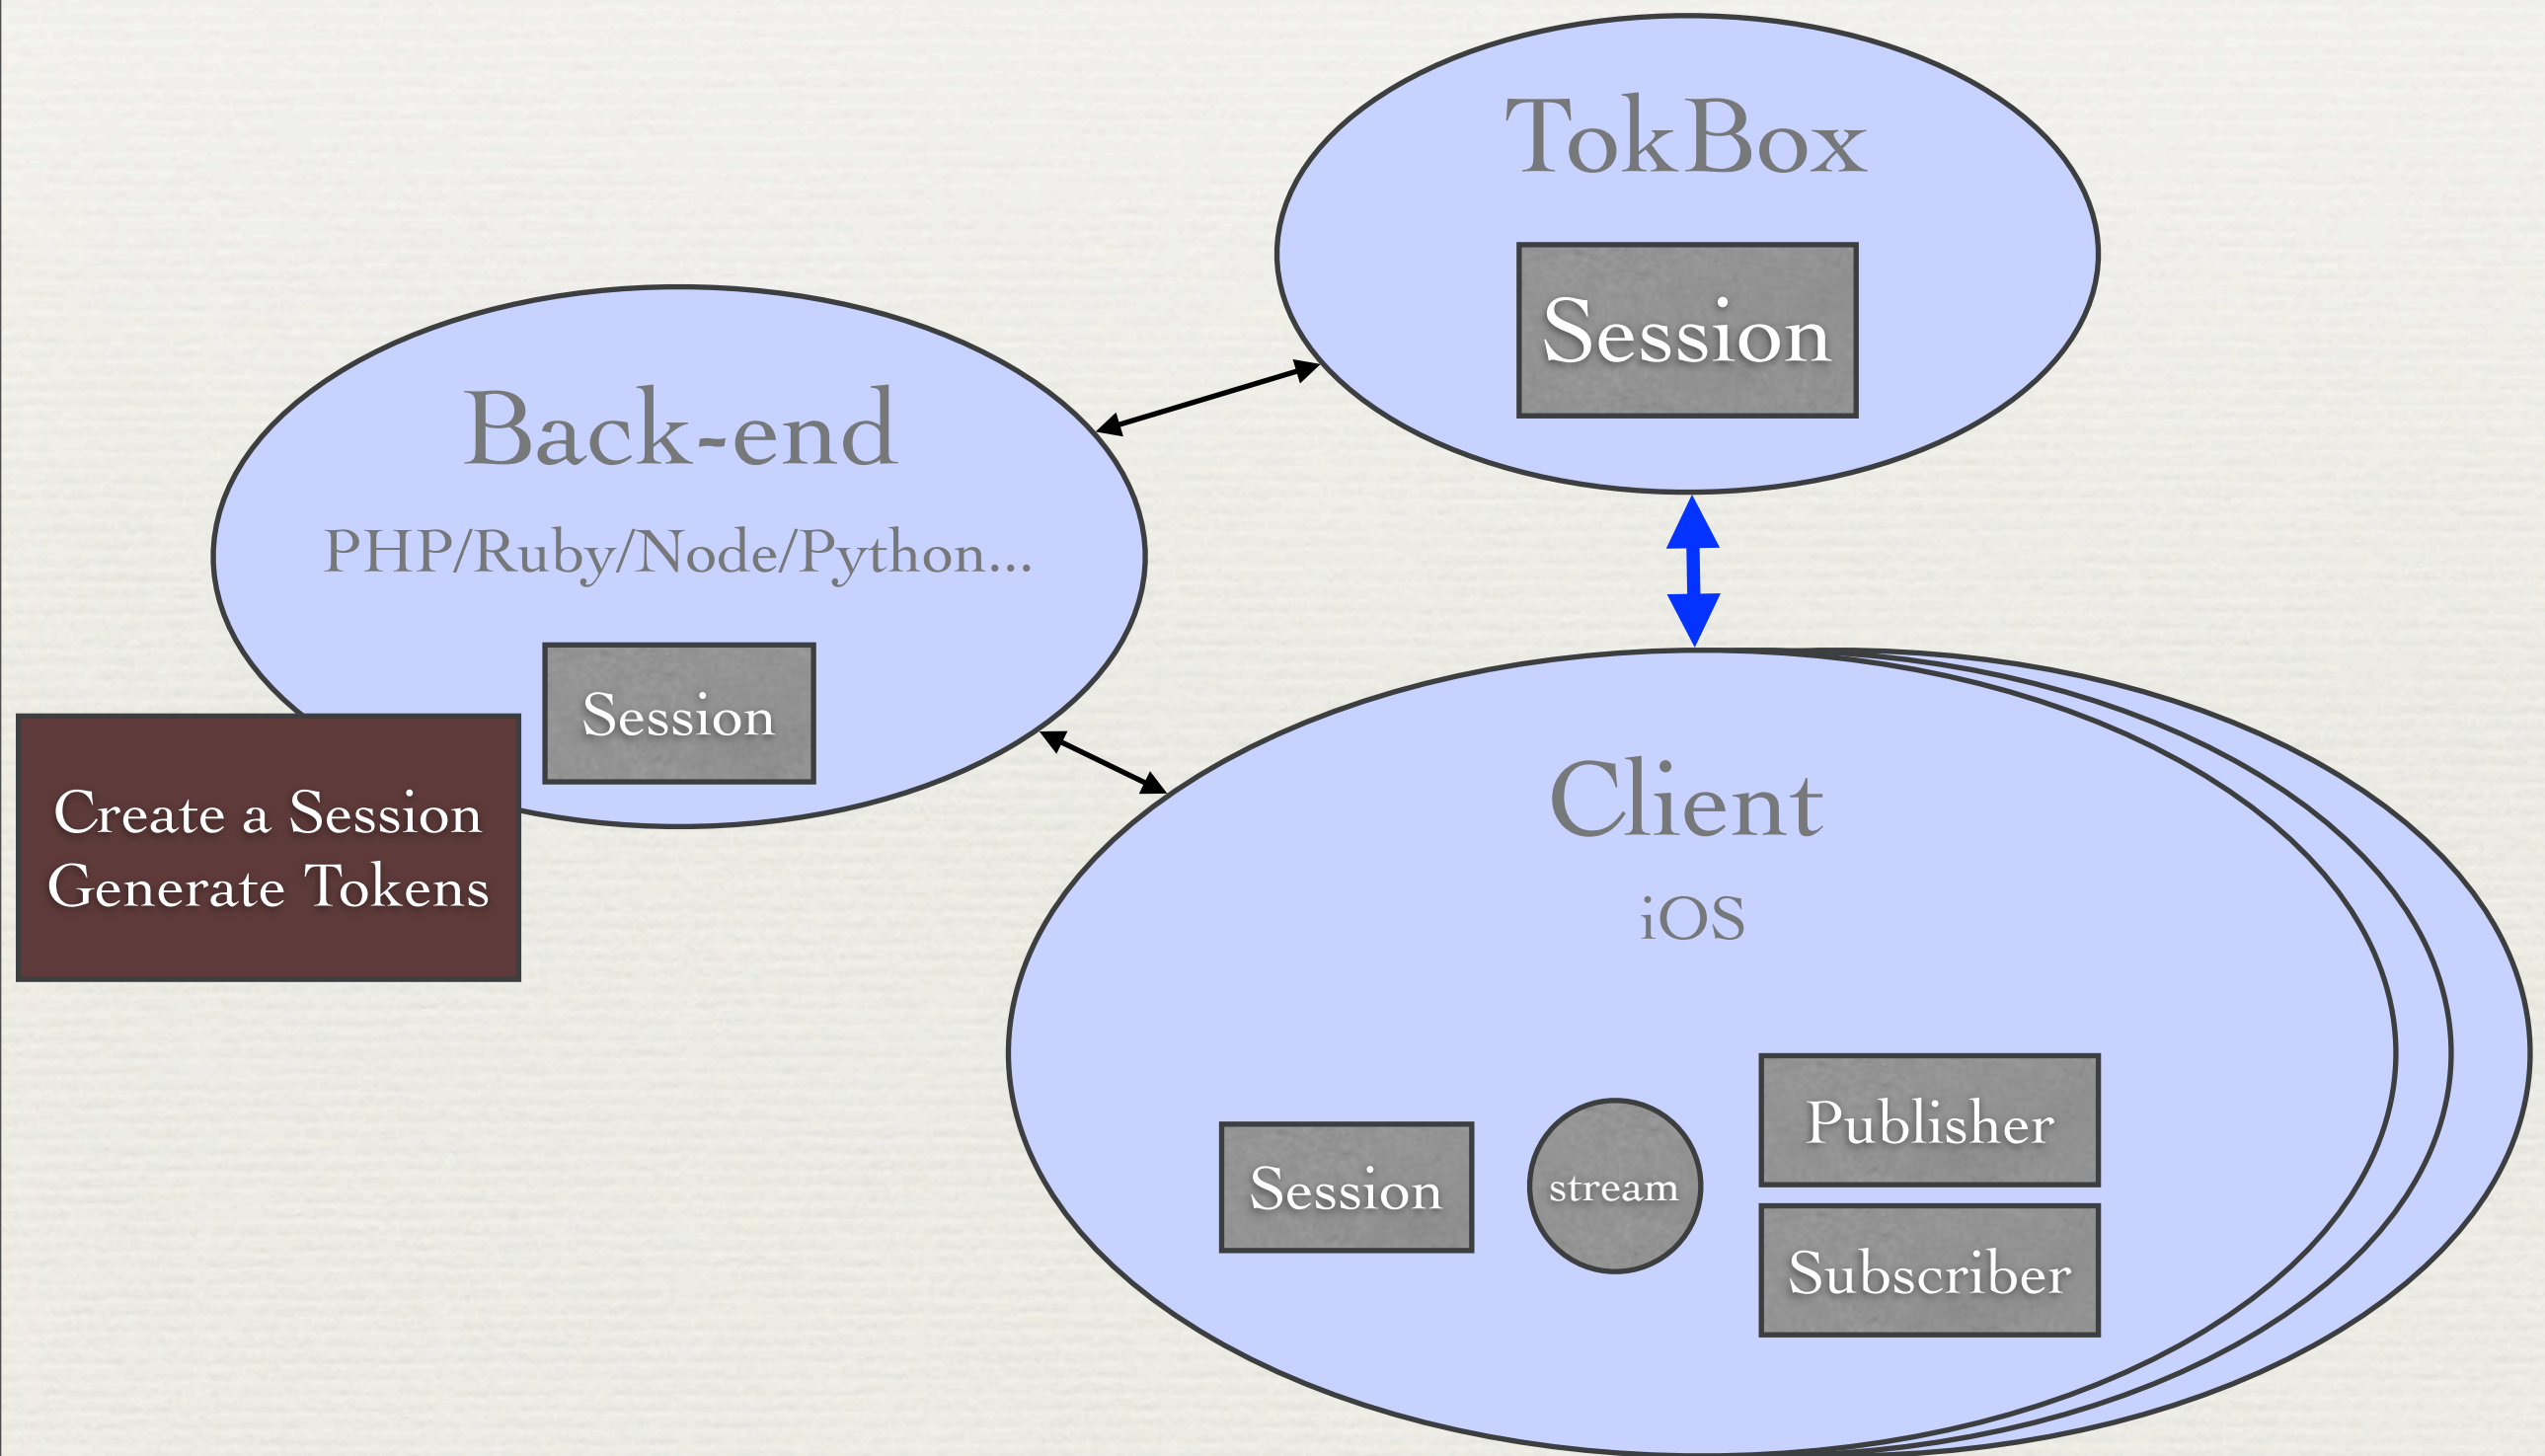 TokBox
Session
Back-end
PHP/Ruby/Node/Python...
Session
Create a Session
Generate Tokens
Client
iOS
Session
stream
Publisher
Subscriber